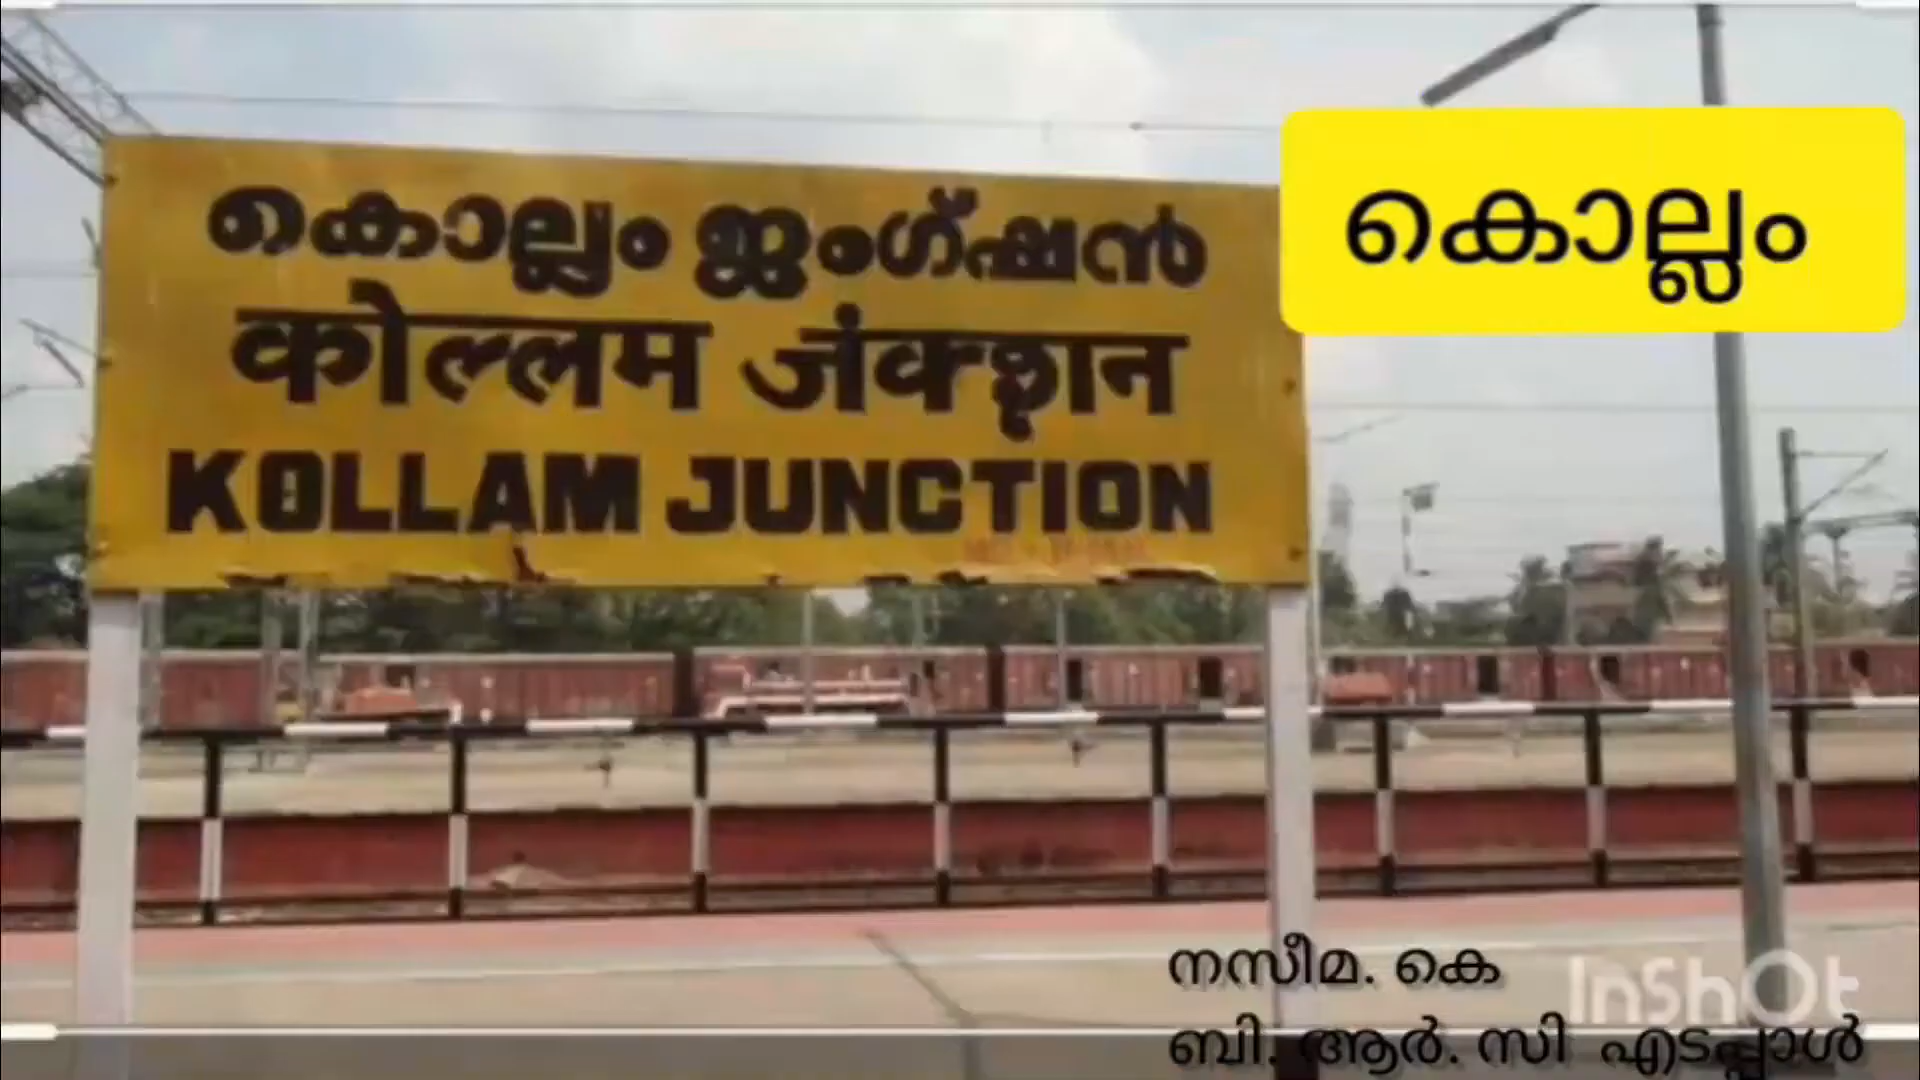 കൊല്ലം ജംഗ്ഷൻ
कोल्लम जंक्शन
KOLLAM JUNCTION
കൊല്ലം
നസീമ. കെ
ബി. ആർ. സി എടപ്പാൾ
InShOt